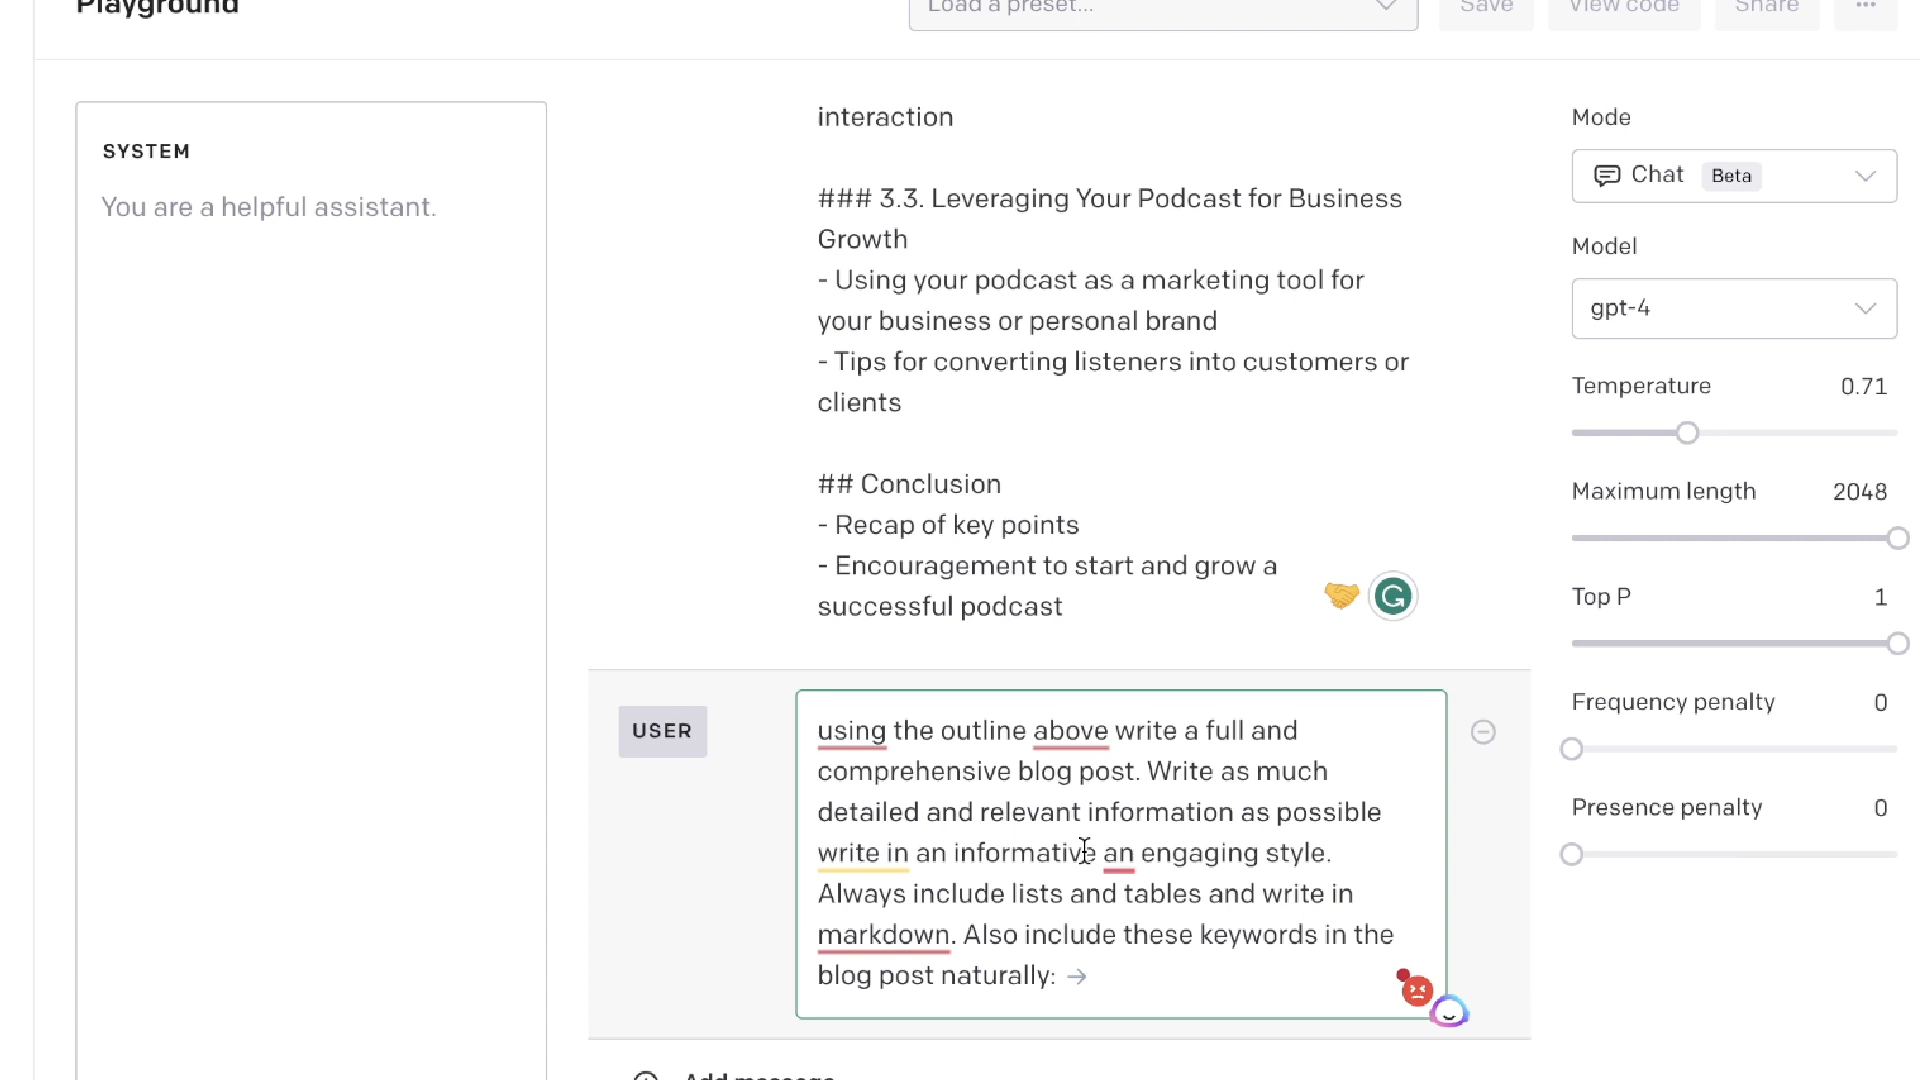 Playground
Load a preset...
Save
View code
Share
SYSTEM
You are a helpful assistant.
interaction
### 3.3. Leveraging Your Podcast for Business
Growth
- Using your podcast as a marketing tool for
your business or personal brand
- Tips for converting listeners into customers or
clients
## Conclusion
- Recap of key points
- Encouragement to start and grow a
successful podcast
USER
using the outline above write a full and
comprehensive blog post. Write as much
detailed and relevant information as possible
write in an informative an engaging style.
Always include lists and tables and write in
markdown. Also include these keywords in the
blog post naturally: →
Add message
Mode
Chat Beta
Model
gpt-4
Temperature 0.71
Maximum length 2048
Top P 1
Frequency penalty 0
Presence penalty 0